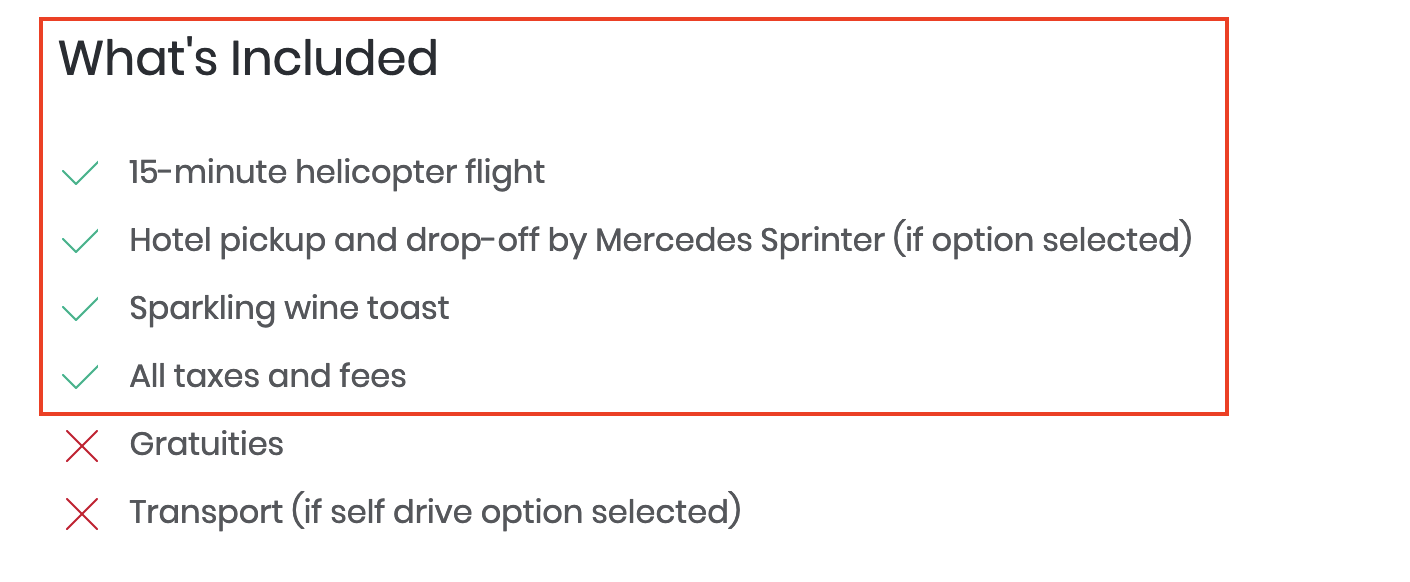 What's Included
15-minute helicopter flight
Hotel pickup and drop-off by Mercedes Sprinter (if option selected)
Sparkling wine toast
All taxes and fees
Gratuities
Transport (if self drive option selected)